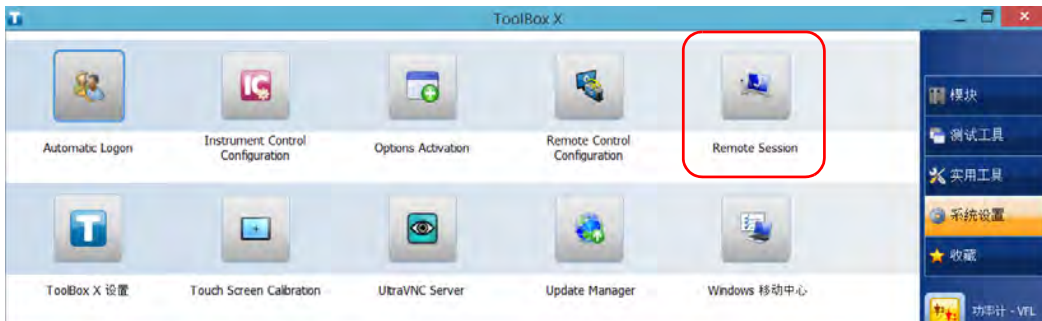 ToolBox X
Automatic Logon
Instrument Control
Configuration
Options Activation
Remote Control
Configuration
Remote Session
ToolBox X 设置
Touch Screen Calibration
UltraVNC Server
Update Manager
Windows 移动中心
模块
测试工具
实用工具
系统设置
收藏
功率计 - VFL